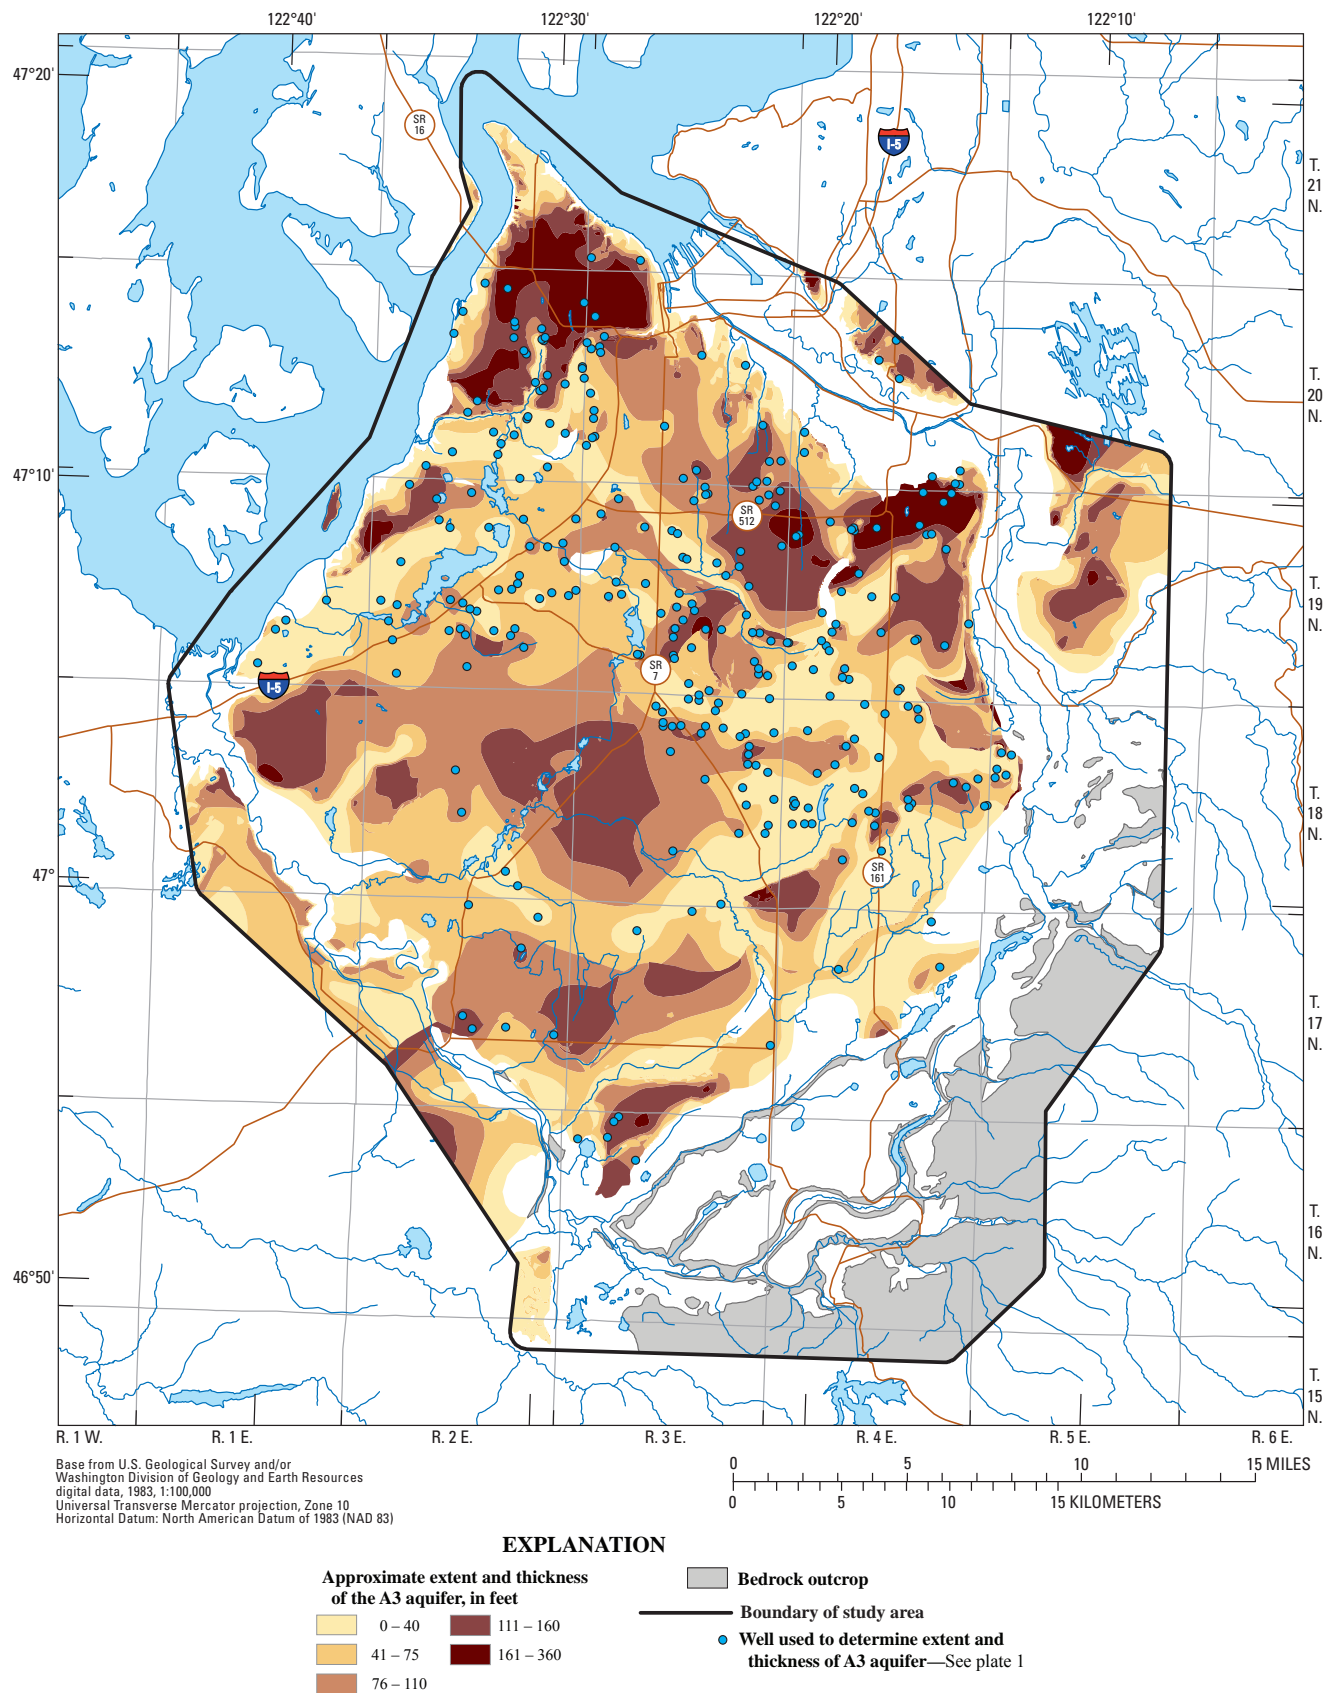 122°40'
122°30'
122°20'
122°10'
47°20'
47°10'
47°
46°50'
SR
16
I-5
T.
21
N.
T.
20
N.
SR
512
T.
19
N.
SR
7
I-5
T.
18
N.
SR
161
T.
17
N.
T.
16
N.
T.
15
N.
R. 1 W.
R. 1 E.
R. 2 E.
R. 3 E.
R. 4 E.
R. 5 E.
R. 6 E.
Base from U.S. Geological Survey and/or
Washington Division of Geology and Earth Resources
digital data, 1983, 1:100,000
Universal Transverse Mercator projection, Zone 10
Horizontal Datum: North American Datum of 1983 (NAD 83)
0 5 10 15 MILES
0 5 10 15 KILOMETERS
EXPLANATION
Approximate extent and thickness
of the A3 aquifer, in feet
0 – 40
41 – 75
76 – 110
111 – 160
161 – 360
Bedrock outcrop
Boundary of study area
Well used to determine extent and
thickness of A3 aquifer—See plate 1